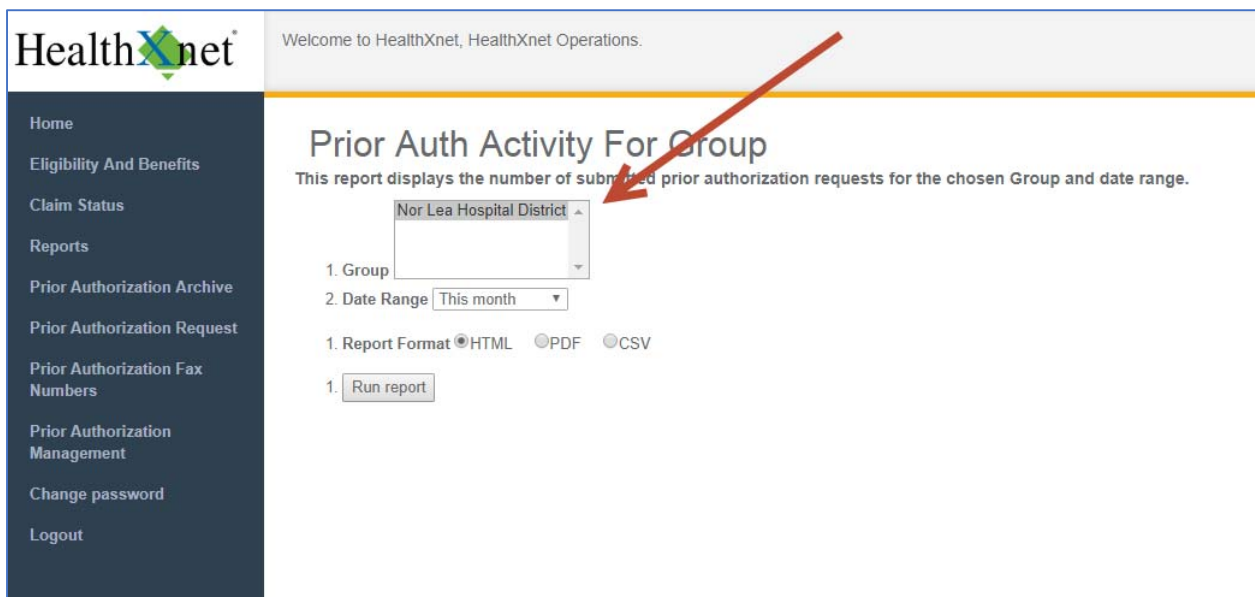 HealthXnet®
Welcome to HealthXnet, HealthXnet Operations.
Home
Eligibility And Benefits
Claim Status
Reports
Prior Authorization Archive
Prior Authorization Request
Prior Authorization Fax
Numbers
Prior Authorization
Management
Change password
Logout
Prior Auth Activity For Group
This report displays the number of submitted prior authorization requests for the chosen Group and date range.
Nor Lea Hospital District
1. Group
2. Date Range This month
1. Report Format HTML PDF CSV
1. Run report